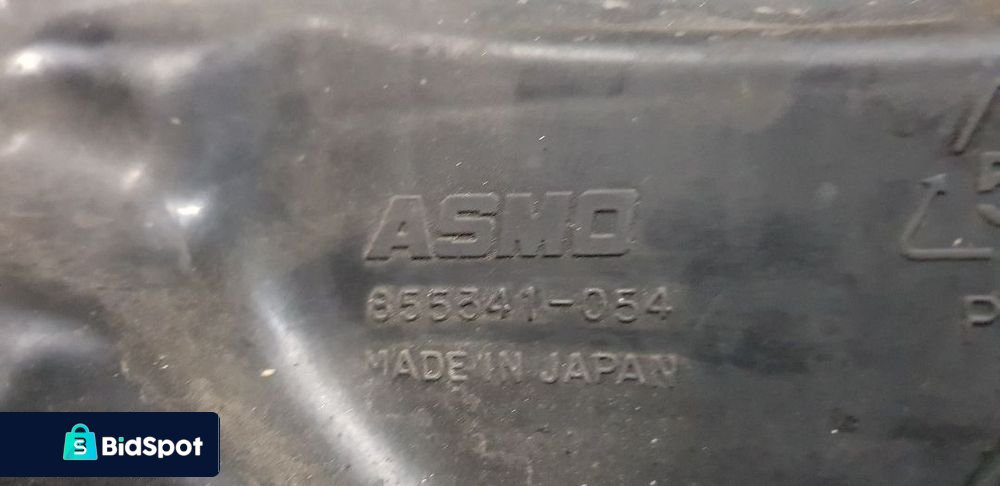 ASMO
855341-054
MADE IN JAPAN
P
BidSpot